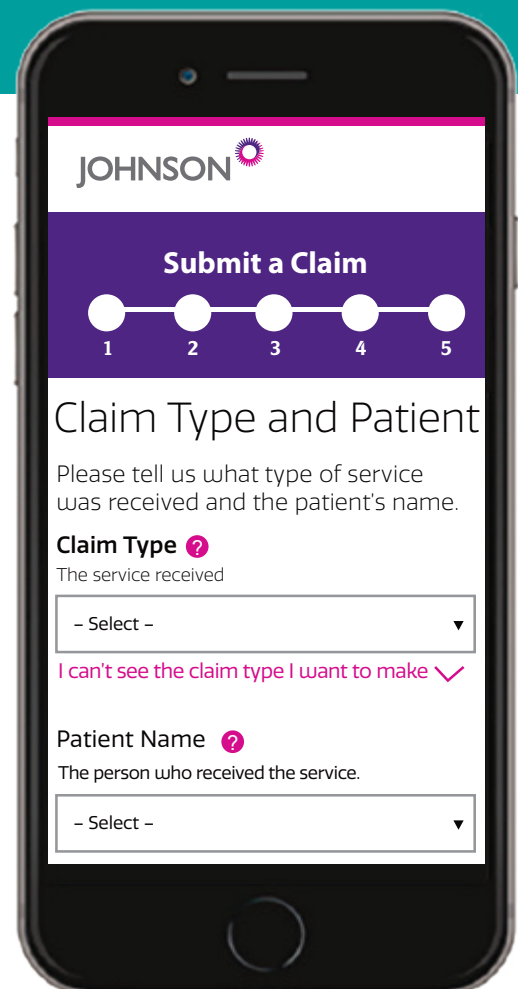 JOHNSON
Submit a Claim
1 2 3 4 5
Claim Type and Patient
Please tell us what type of service
was received and the patient's name.
Claim Type ?
The service received
– Select –
I can't see the claim type I want to make
Patient Name ?
The person who received the service.
– Select –